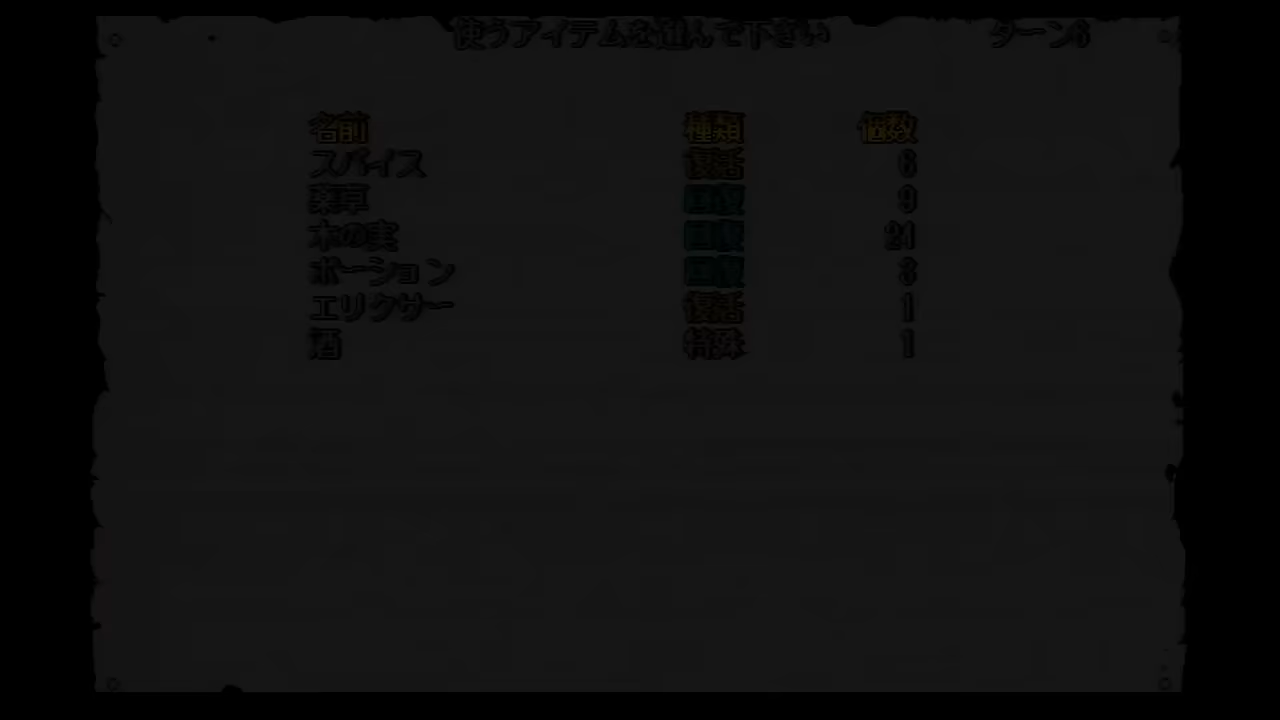 使うアイテムを選んで下さい ターン6
名前 種類 個数
スパイス 復活 6
薬草 回復 9
木の実 回復 24
ポーション 回復 3
エリクサー 復活 1
酒 特殊 1